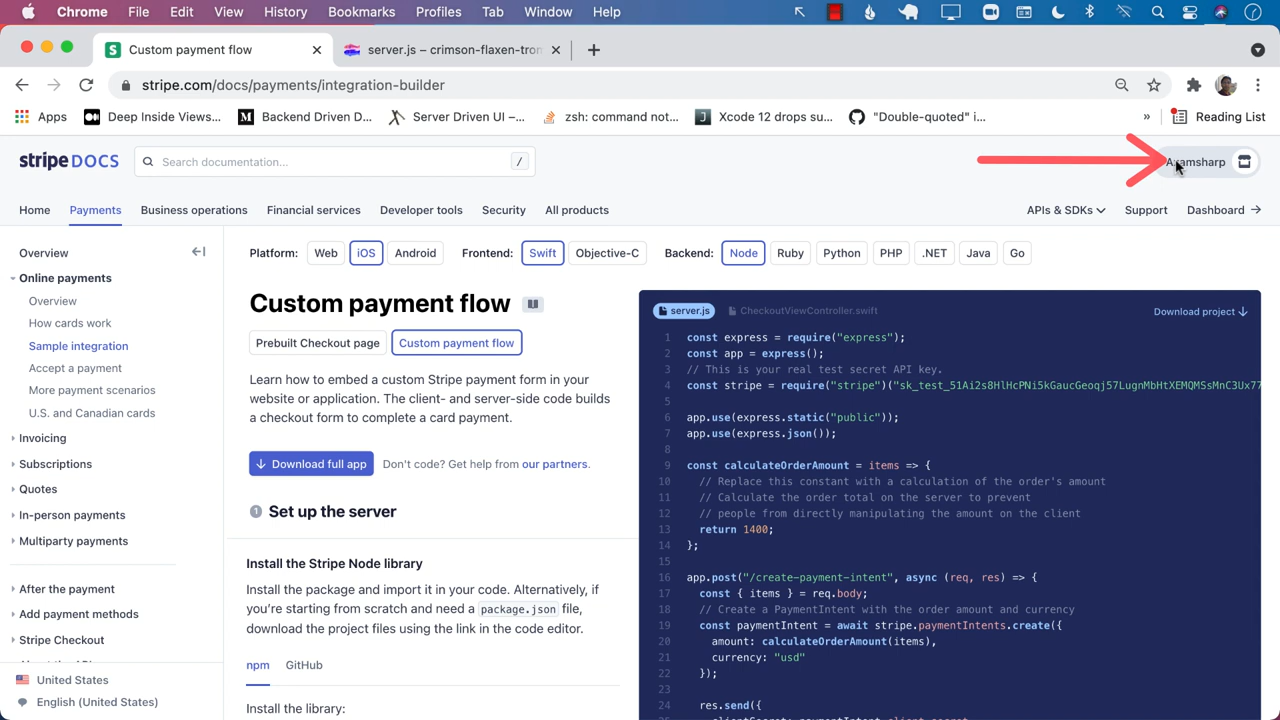 Chrome File Edit View History Bookmarks Profiles Tab Window Help
Custom payment flow
server.js – crimson-flaxen-tron
stripe.com/docs/payments/integration-builder
Apps Deep Inside Views... Backend Driven D... Server Driven UI –... zsh: command not... Xcode 12 drops su... "Double-quoted" i... » Reading List
stripe DOCS Search documentation... /
Home Payments Business operations Financial services Developer tools Security All products APIs & SDKs Support Dashboard →
Platform: Web iOS Android Frontend: Swift Objective-C Backend: Node Ruby Python PHP .NET Java Go
Overview
Online payments
Overview
How cards work
Sample integration
Accept a payment
More payment scenarios
U.S. and Canadian cards
Invoicing
Subscriptions
Quotes
In-person payments
Multiparty payments
After the payment
Add payment methods
Stripe Checkout
United States
English (United States)
Custom payment flow
Prebuilt Checkout page Custom payment flow
Learn how to embed a custom Stripe payment form in your
website or application. The client- and server-side code builds
a checkout form to complete a card payment.
Download full app Don't code? Get help from our partners.
1 Set up the server
Install the Stripe Node library
Install the package and import it in your code. Alternatively, if
you're starting from scratch and need a package.json file,
download the project files using the link in the code editor.
npm GitHub
Install the library:
server.js CheckoutViewController.swift Download project
1 const express = require("express");
2 const app = express();
3 // This is your real test secret API key.
4 const stripe = require("stripe")("sk_test_51Ai2s8HlHcPNi5kGaucGeoqj57LugnMbHtXEMQMSsMnC3Ux77
5
6 app.use(express.static("public"));
7 app.use(express.json());
8
9 const calculateOrderAmount = items => {
10 // Replace this constant with a calculation of the order's amount
11 // Calculate the order total on the server to prevent
12 // people from directly manipulating the amount on the client
13 return 1400;
14 };
15
16 app.post("/create-payment-intent", async (req, res) => {
17 const { items } = req.body;
18 // Create a PaymentIntent with the order amount and currency
19 const paymentIntent = await stripe.paymentIntents.create({
20 amount: calculateOrderAmount(items),
21 currency: "usd"
22 });
23
24 res.send({